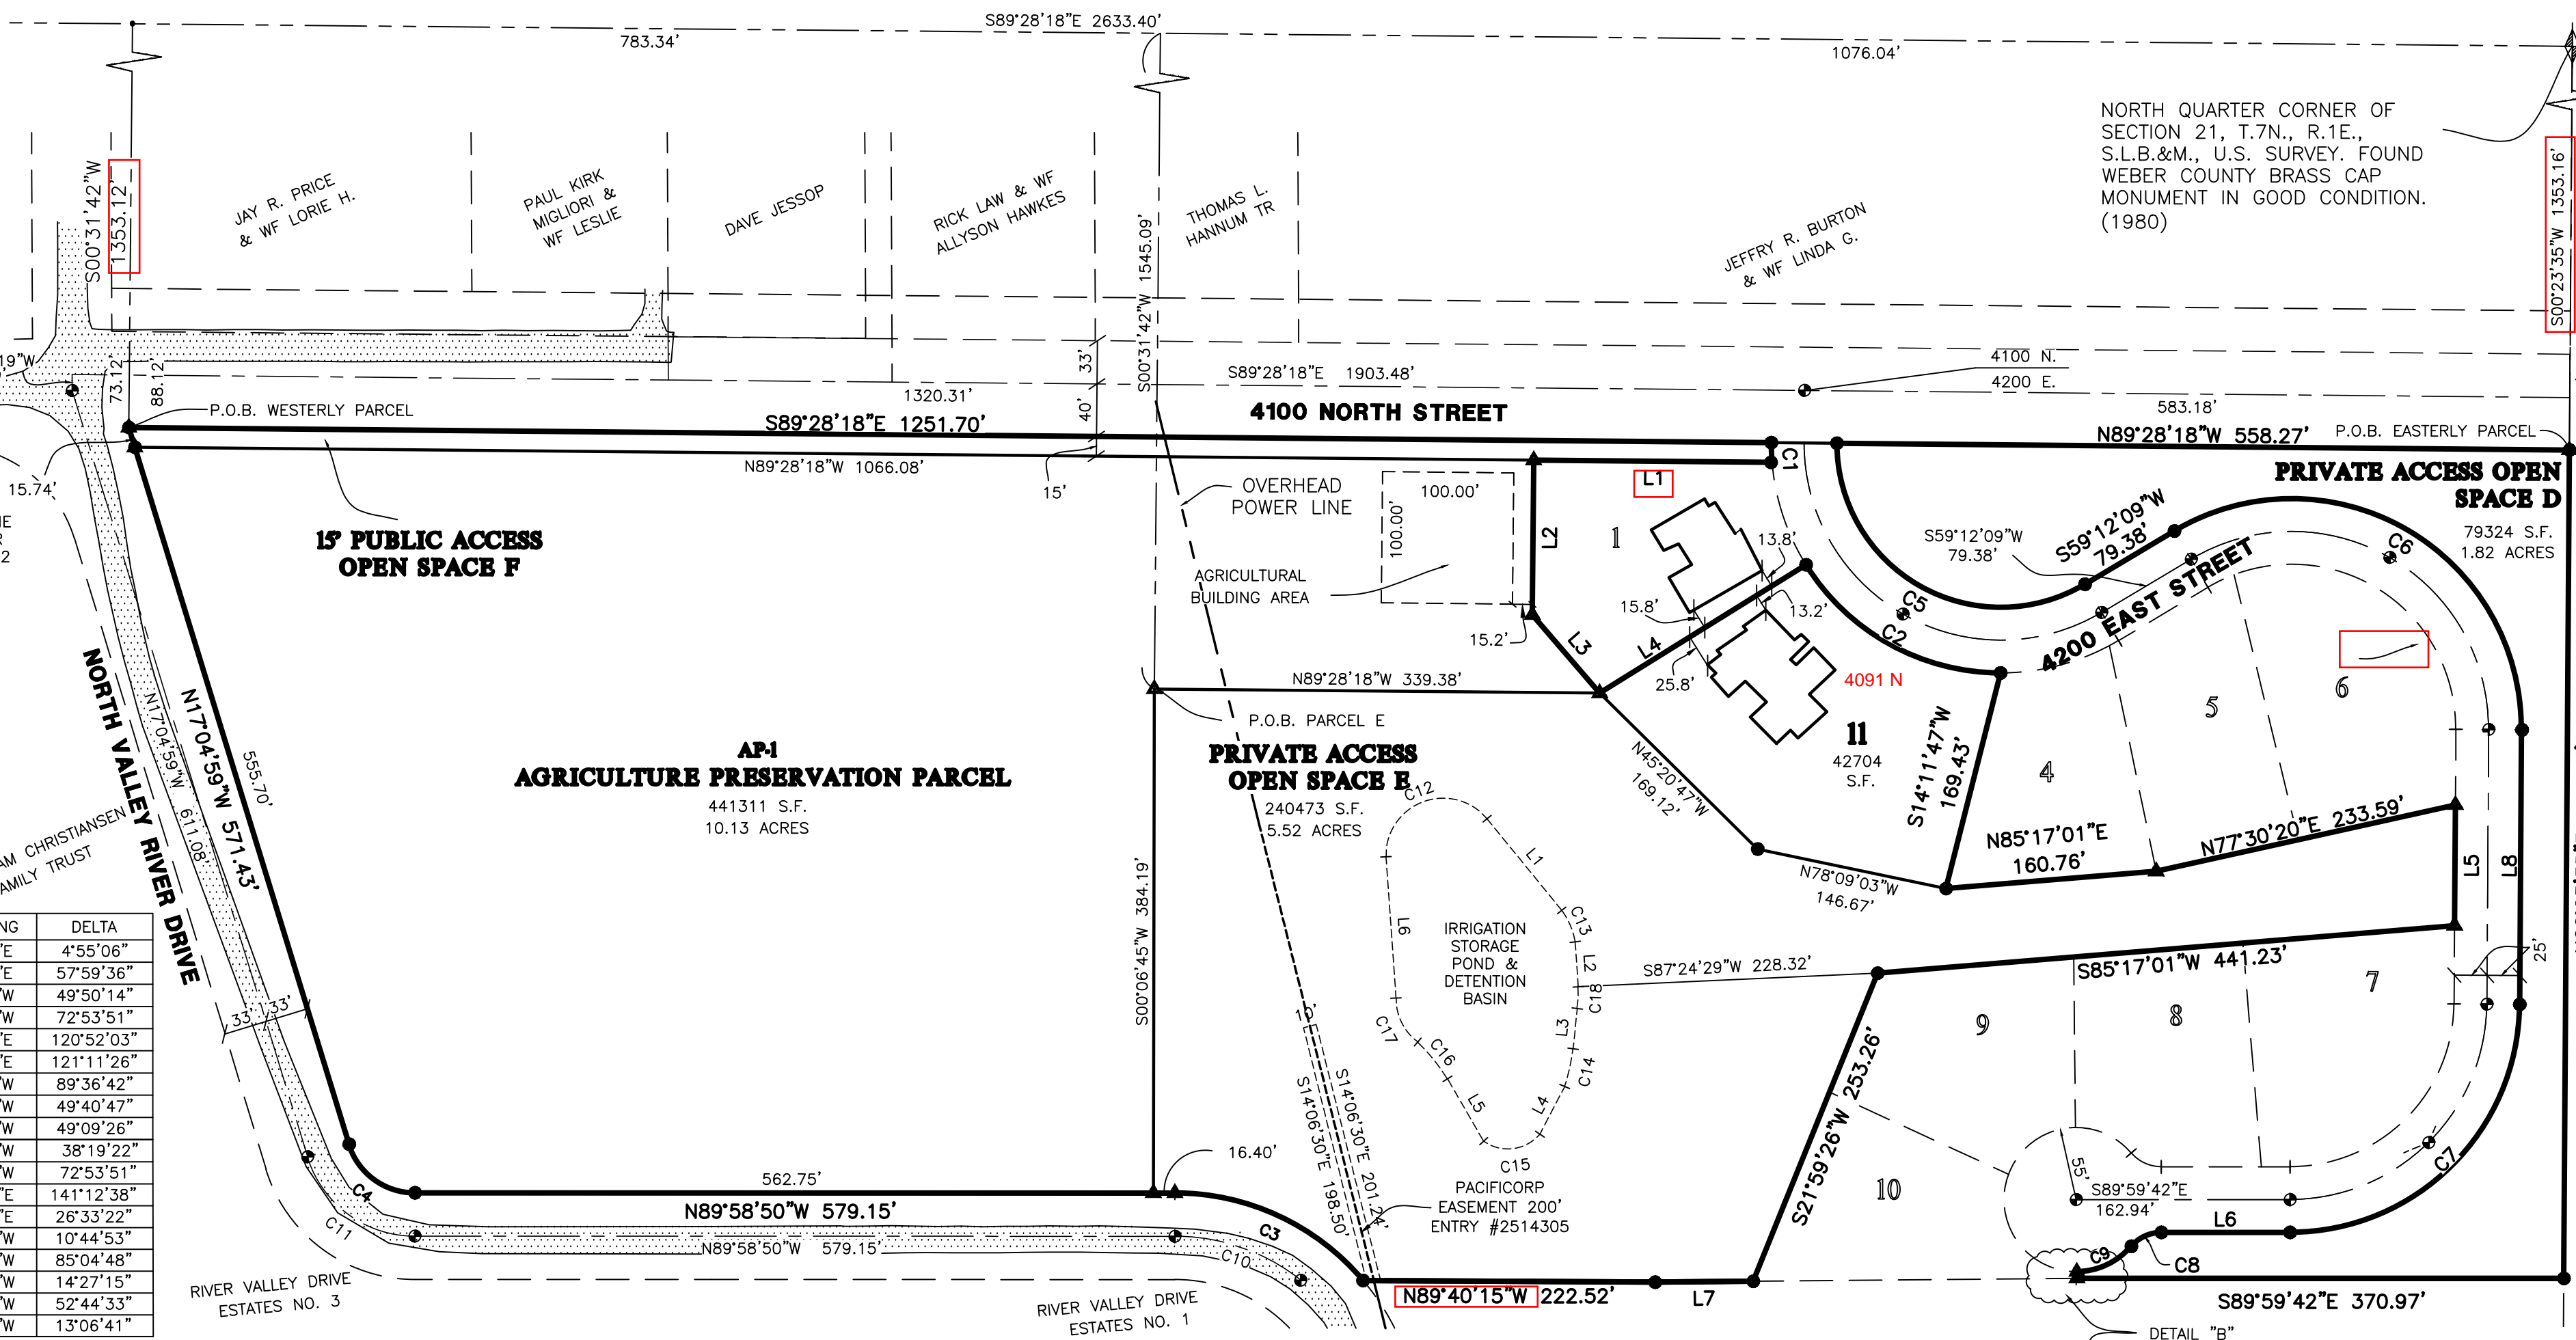 S89°28'18"E 2633.40'
783.34'
1076.04'
NORTH QUARTER CORNER OF
SECTION 21, T.7N., R.1E.,
S.L.B.&M., U.S. SURVEY. FOUND
WEBER COUNTY BRASS CAP
MONUMENT IN GOOD CONDITION.
(1980)
S00°31'42"W
1353.12'
JAY R. PRICE
& WF LORIE H.
PAUL KIRK
MIGLIORI &
WF LESLIE
DAVE JESSOP
RICK LAW & WF
ALLYSON HAWKES
S00°31'42"W 1545.09'
THOMAS L.
HANNUM TR
JEFFRY R. BURTON
& WF LINDA G.
S00°23'35"W 1353.16'
19"W
73.12'
88.12'
33'
40'
15'
S89°28'18"E 1903.48'
4100 N.
4200 E.
1320.31'
583.18'
P.O.B. WESTERLY PARCEL
S89°28'18"E 1251.70'
4100 NORTH STREET
N89°28'18"W 558.27'
P.O.B. EASTERLY PARCEL
N89°28'18"W 1066.08'
15.74'
15' PUBLIC ACCESS
OPEN SPACE F
OVERHEAD
POWER LINE
100.00'
100.00'
AGRICULTURAL
BUILDING AREA
15.2'
L1
L2
L3
L4
1
C1
13.8'
13.2'
15.8'
25.8'
PRIVATE ACCESS OPEN
SPACE D
79324 S.F.
1.82 ACRES
S59°12'09"W
79.38'
S59°12'09"W
79.38'
C6
C5
C2
4200 EAST STREET
4091 N
11
42704
S.F.
4
5
6
N89°28'18"W 339.38'
P.O.B. PARCEL E
PRIVATE ACCESS
OPEN SPACE E
240473 S.F.
5.52 ACRES
AP-1
AGRICULTURE PRESERVATION PARCEL
441311 S.F.
10.13 ACRES
NORTH VALLEY RIVER DRIVE
N17°04'59"W 611.08'
N17°04'59"W 571.43'
555.70'
AM CHRISTIANSEN
AMILY TRUST
N45°20'47"W
169.12'
N78°09'03"W
146.67'
S14°11'47"W
169.43'
N85°17'01"E
160.76'
N77°30'20"E 233.59'
L5
L8
S00°06'45"W 384.19'
C12
L1
C13
L2
C18
L3
C14
L4
C15
L5
C16
C17
L6
IRRIGATION
STORAGE
POND &
DETENTION
BASIN
S87°24'29"W 228.32'
S85°17'01"W 441.23'
25'
7
8
9
10
33'
33'
NG DELTA
"E 4°55'06"
"E 57°59'36"
"W 49°50'14"
"W 72°53'51"
"E 120°52'03"
"E 121°11'26"
"W 89°36'42"
"W 49°40'47"
"W 49°09'26"
"W 38°19'22"
"W 72°53'51"
"E 141°12'38"
"E 26°33'22"
"W 10°44'53"
"W 85°04'48"
"W 14°27'15"
"W 52°44'33"
"W 13°06'41"
10'
S14°06'30"E 198.50'
S14°06'30"E 201.24'
S21°59'26"W 253.26'
PACIFICORP
EASEMENT 200'
ENTRY #2514305
16.40'
562.75'
N89°58'50"W 579.15'
N89°58'50"W 579.15'
C4
C11
C3
C10
55'
S89°59'42"E
162.94'
C7
L6
C9
C8
RIVER VALLEY DRIVE
ESTATES NO. 3
RIVER VALLEY DRIVE
ESTATES NO. 1
N89°40'15"W 222.52'
L7
S89°59'42"E 370.97'
DETAIL "B"